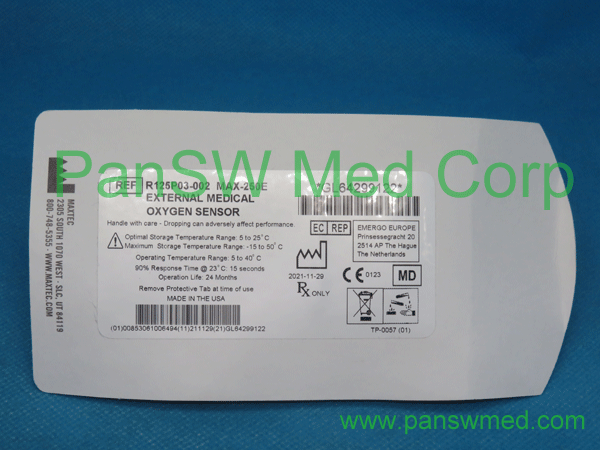 MAXTEC
2305 SOUTH 1070 WEST, SLC, UT 84119
800-748-5355 · WWW.MAXTEC.COM
PanSW Med Corp
REF R125P03-002 MAX-250E
EXTERNAL MEDICAL
OXYGEN SENSOR
Handle with care - Dropping can adversely affect performance.
Optimal Storage Temperature Range: 5 to 25°C
Maximum Storage Temperature Range: -15 to 50°C
Operating Temperature Range: 5 to 40°C
90% Response Time @ 23°C: 15 seconds
Operation Life: 24 Months
Remove Protective Tab at time of use
MADE IN THE USA
(01)00853061006494(11)211129(21)GL64299122
*GL64299122*
EC REP
EMERGO EUROPE
Prinsessegracht 20
2514 AP The Hague
The Netherlands
2021-11-29
CE 0123
MD
Rx ONLY
TP-0057 (01)
www.panswmed.com